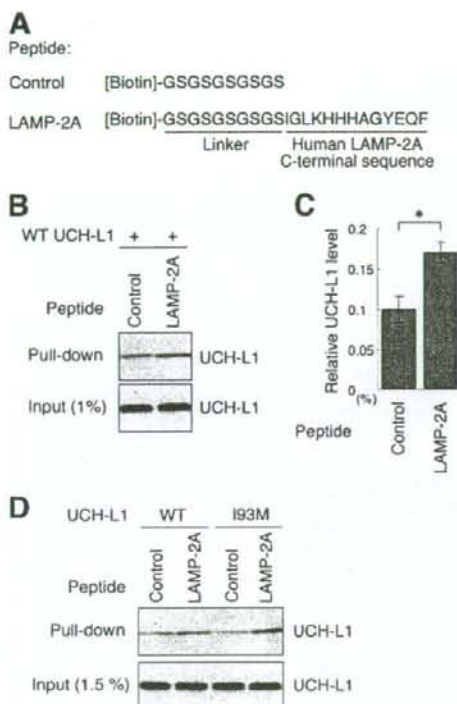 A
Peptide:
Control [Biotin]-GSGSGSGSGS
LAMP-2A [Biotin]-GSGSGSGSGSIGLKHHHAGYEQF
Linker Human LAMP-2A
C-terminal sequence
B
WT UCH-L1 + +
Peptide Control LAMP-2A
Pull-down UCH-L1
Input (1%) UCH-L1
C
Relative UCH-L1 level
*
0.2
0.15
0.1
0.05
0
(%)
Peptide Control LAMP-2A
D
UCH-L1 WT I93M
Peptide Control LAMP-2A Control LAMP-2A
Pull-down UCH-L1
Input (1.5 %) UCH-L1